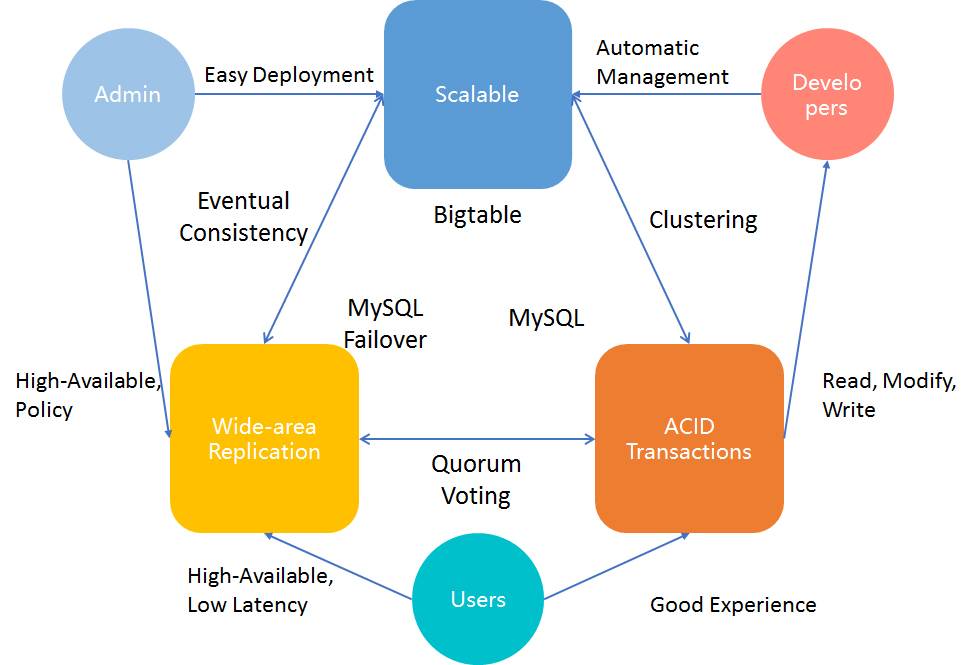 Admin
Easy Deployment
Scalable
Automatic
Management
Develo
pers
Eventual
Consistency
Bigtable
Clustering
MySQL
Failover
MySQL
High-Available,
Policy
Wide-area
Replication
ACID
Transactions
Read, Modify,
Write
Quorum
Voting
High-Available,
Low Latency
Users
Good Experience